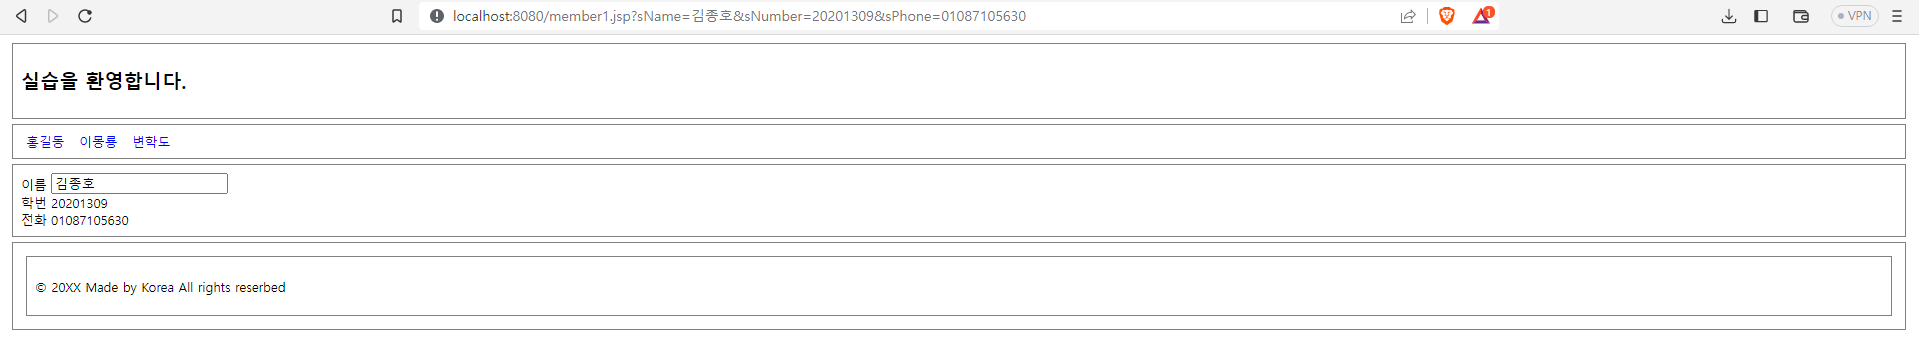 localhost:8080/member1.jsp?sName=김종호&sNumber=20201309&sPhone=01087105630
1
VPN
실습을 환영합니다.
홍길동 이몽룡 변학도
이름 김종호
학번 20201309
전화 01087105630
© 20XX Made by Korea All rights reserbed